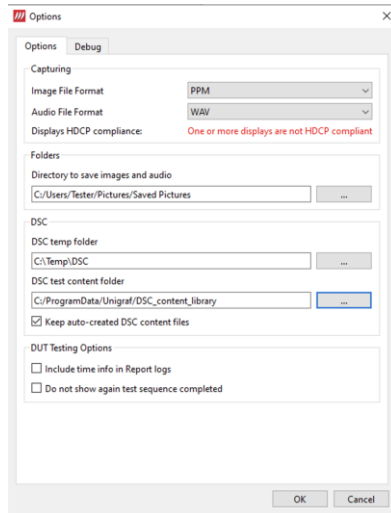 Options
Options Debug
Capturing
Image File Format PPM
Audio File Format WAV
Displays HDCP compliance: One or more displays are not HDCP compliant
Folders
Directory to save images and audio
C:/Users/Tester/Pictures/Saved Pictures ...
DSC
DSC temp folder
C:\Temp\DSC ...
DSC test content folder
C:/ProgramData/Unigraf/DSC_content_library ...
Keep auto-created DSC content files
DUT Testing Options
Include time info in Report logs
Do not show again test sequence completed
OK Cancel